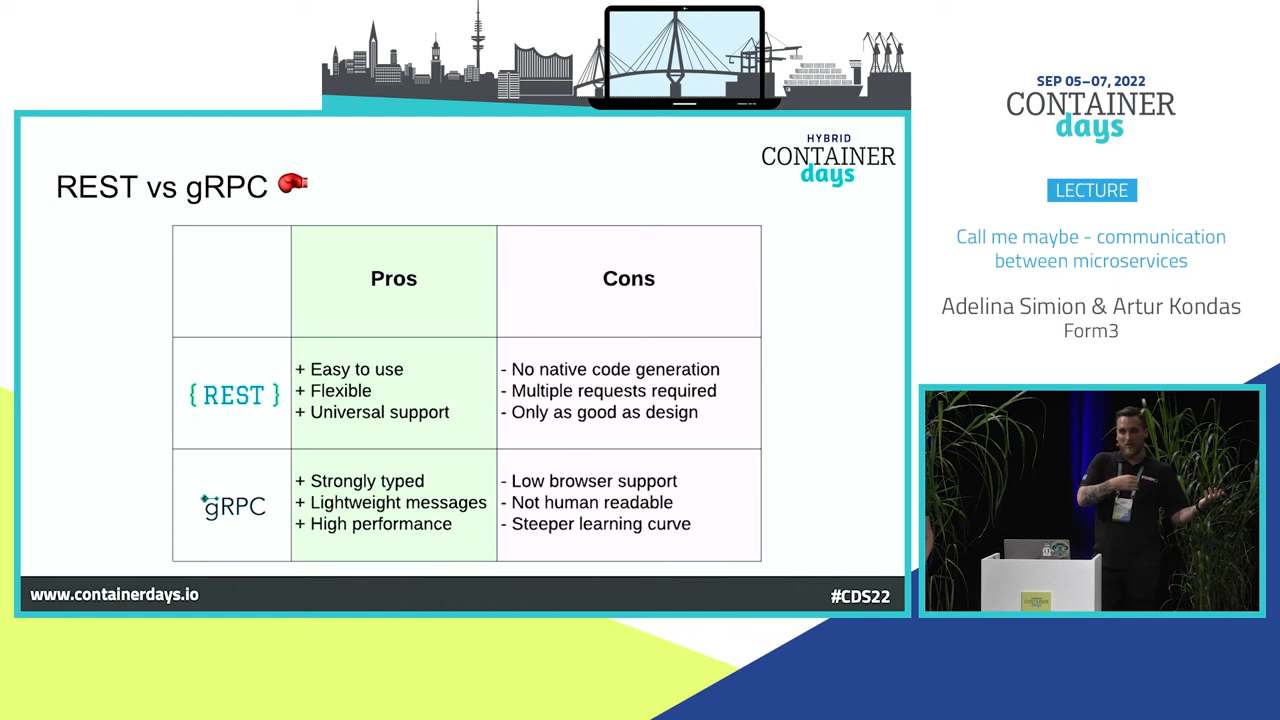 HYBRID
CONTAINER
days
REST vs gRPC
Pros
Cons
{ REST }
+ Easy to use
+ Flexible
+ Universal support
- No native code generation
- Multiple requests required
- Only as good as design
gRPC
+ Strongly typed
+ Lightweight messages
+ High performance
- Low browser support
- Not human readable
- Steeper learning curve
www.containerdays.io
#CDS22
SEP 05–07, 2022
CONTAINER
days
LECTURE
Call me maybe - communication
between microservices
Adelina Simion & Artur Kondas
Form3
CONTAINER
days